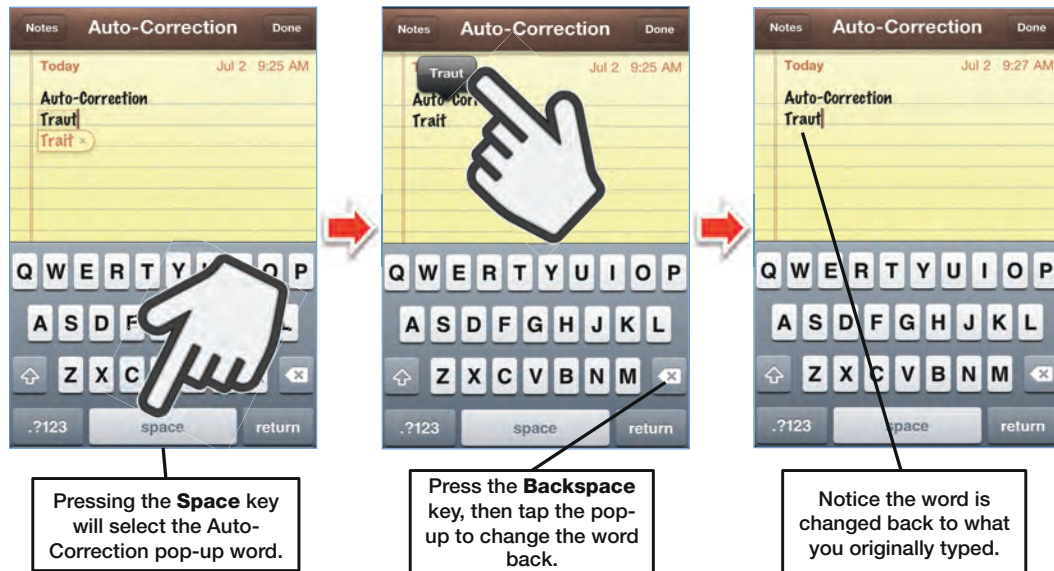 Notes Auto-Correction Done
Today Jul 2 9:25 AM
Auto-Correction
Traut
Trait ×
Q W E R T Y U O P
A S D F L
Z X C
.?123 space return
Pressing the Space key
will select the Auto-
Correction pop-up word.
Notes Auto-Correction Done
Traut
Jul 2 9:25 AM
Auto-Cor
Trait
Q W E R T Y U I O P
A S D F G H J K L
Z X C V B N M
.?123 space return
Press the Backspace
key, then tap the pop-
up to change the word
back.
Notes Auto-Correction Done
Today Jul 2 9:27 AM
Auto-Correction
Traut
Q W E R T Y U I O P
A S D F G H J K L
Z X C V B N M
.?123 space return
Notice the word is
changed back to what
you originally typed.